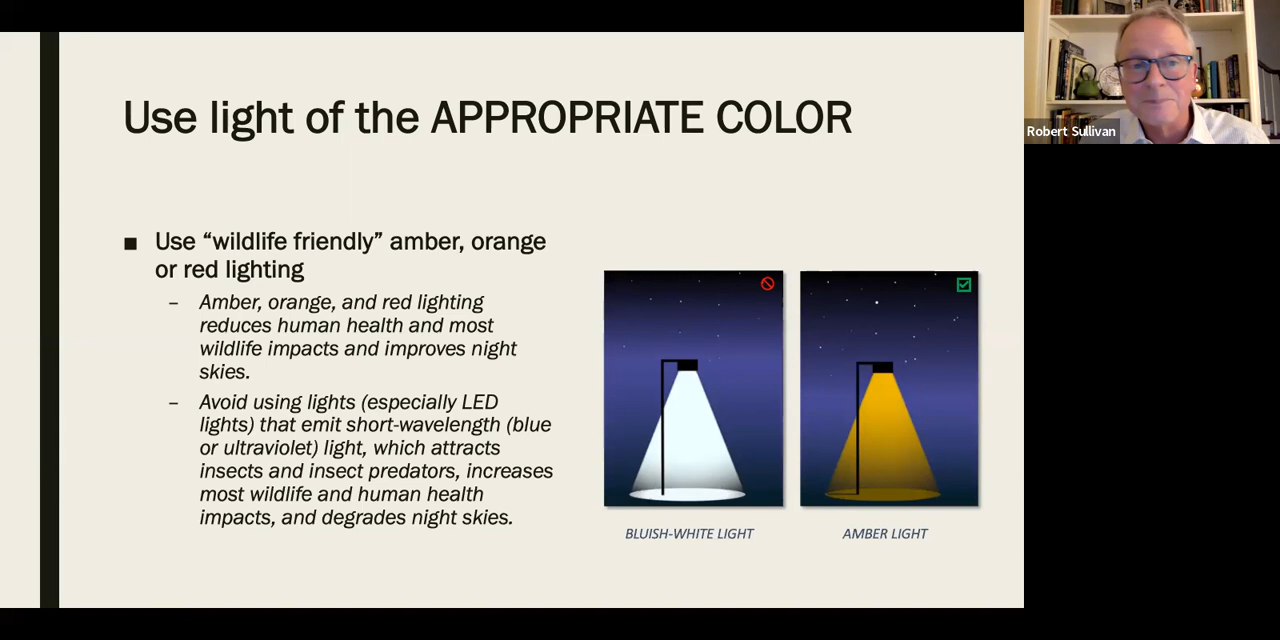 Use light of the APPROPRIATE COLOR
■ Use “wildlife friendly” amber, orange
or red lighting
– Amber, orange, and red lighting
reduces human health and most
wildlife impacts and improves night
skies.
– Avoid using lights (especially LED
lights) that emit short-wavelength (blue
or ultraviolet) light, which attracts
insects and insect predators, increases
most wildlife and human health
impacts, and degrades night skies.
BLUISH-WHITE LIGHT
AMBER LIGHT
Robert Sullivan